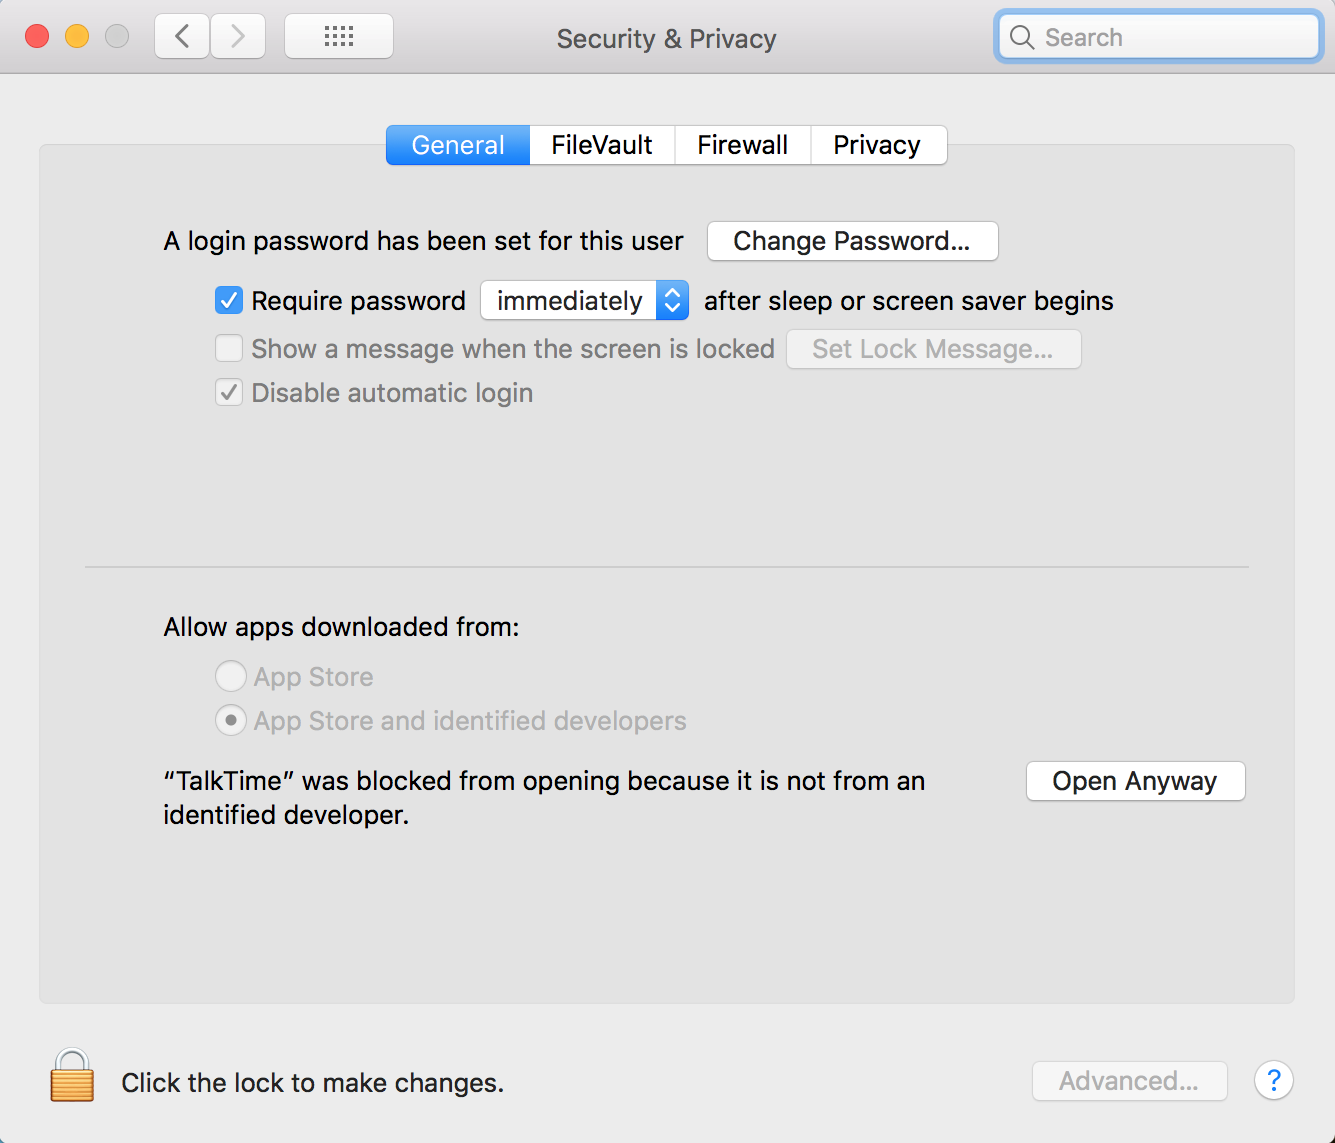 Security & Privacy
Search
General FileVault Firewall Privacy
A login password has been set for this user Change Password...
Require password immediately after sleep or screen saver begins
Show a message when the screen is locked Set Lock Message...
Disable automatic login
Allow apps downloaded from:
App Store
App Store and identified developers
“TalkTime” was blocked from opening because it is not from an Open Anyway
identified developer.
Click the lock to make changes. Advanced... ?